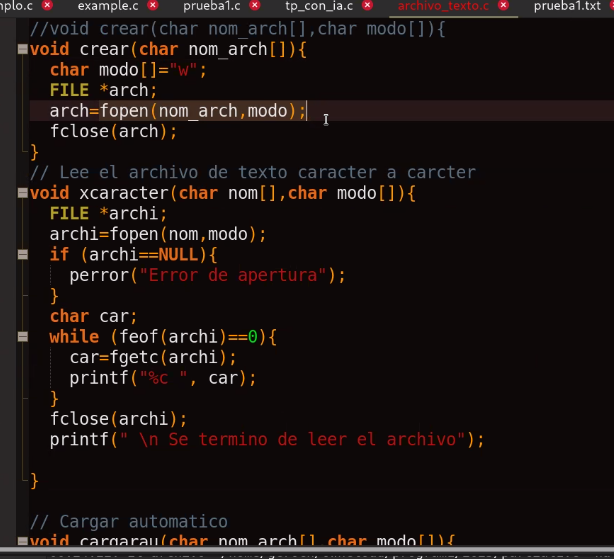 mplo.c example.c prueba1.c tp_con_ia.c archivo_texto.c prueba1.txt
//void crear(char nom_arch[],char modo[]){
void crear(char nom_arch[]){
char modo[]="w";
FILE *arch;
arch=fopen(nom_arch,modo);
fclose(arch);
}
// Lee el archivo de texto caracter a carcter
void xcaracter(char nom[],char modo[]){
FILE *archi;
archi=fopen(nom,modo);
if (archi==NULL){
perror("Error de apertura");
}
char car;
while (feof(archi)==0){
car=fgetc(archi);
printf("%c ", car);
}
fclose(archi);
printf(" \n Se termino de leer el archivo");
}
// Cargar automatico
void cargarau(char nom_arch[],char modo[]){